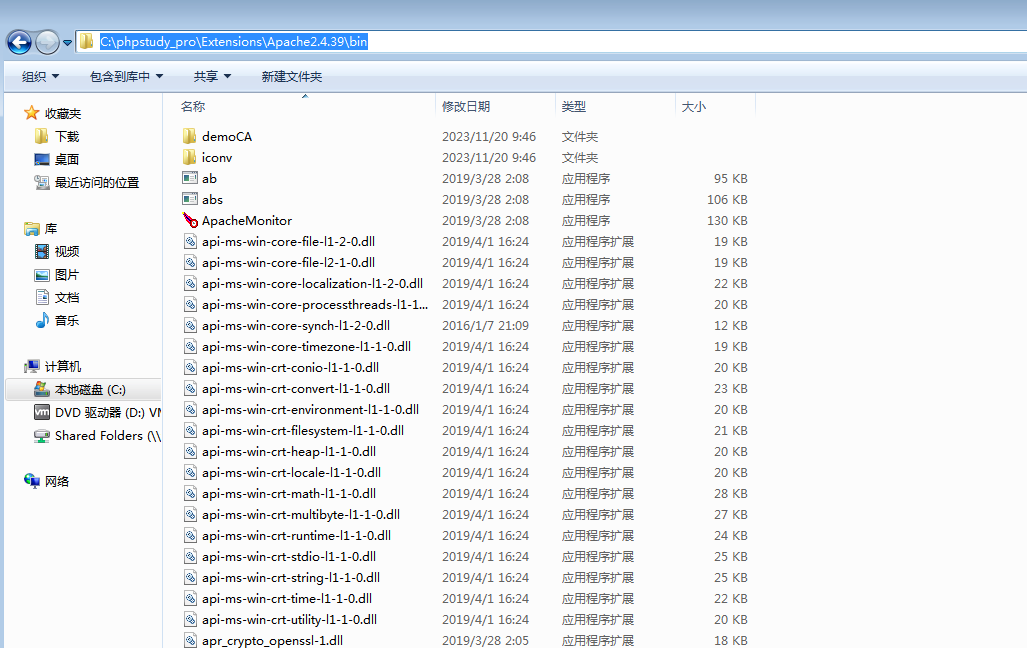 C:\phpstudy_pro\Extensions\Apache2.4.39\bin
组织 包含到库中 共享 新建文件夹
收藏夹
下载
桌面
最近访问的位置
库
视频
图片
文档
音乐
计算机
本地磁盘 (C:)
DVD 驱动器 (D:) VM
Shared Folders (\\
网络
名称 修改日期 类型 大小
demoCA 2023/11/20 9:46 文件夹
iconv 2023/11/20 9:46 文件夹
ab 2019/3/28 2:08 应用程序 95 KB
abs 2019/3/28 2:08 应用程序 106 KB
ApacheMonitor 2019/3/28 2:08 应用程序 130 KB
api-ms-win-core-file-l1-2-0.dll 2019/4/1 16:24 应用程序扩展 19 KB
api-ms-win-core-file-l2-1-0.dll 2019/4/1 16:24 应用程序扩展 19 KB
api-ms-win-core-localization-l1-2-0.dll 2019/4/1 16:24 应用程序扩展 22 KB
api-ms-win-core-processthreads-l1-1... 2019/4/1 16:24 应用程序扩展 20 KB
api-ms-win-core-synch-l1-2-0.dll 2016/1/7 21:09 应用程序扩展 12 KB
api-ms-win-core-timezone-l1-1-0.dll 2019/4/1 16:24 应用程序扩展 19 KB
api-ms-win-crt-conio-l1-1-0.dll 2019/4/1 16:24 应用程序扩展 20 KB
api-ms-win-crt-convert-l1-1-0.dll 2019/4/1 16:24 应用程序扩展 23 KB
api-ms-win-crt-environment-l1-1-0.dll 2019/4/1 16:24 应用程序扩展 20 KB
api-ms-win-crt-filesystem-l1-1-0.dll 2019/4/1 16:24 应用程序扩展 21 KB
api-ms-win-crt-heap-l1-1-0.dll 2019/4/1 16:24 应用程序扩展 20 KB
api-ms-win-crt-locale-l1-1-0.dll 2019/4/1 16:24 应用程序扩展 20 KB
api-ms-win-crt-math-l1-1-0.dll 2019/4/1 16:24 应用程序扩展 28 KB
api-ms-win-crt-multibyte-l1-1-0.dll 2019/4/1 16:24 应用程序扩展 27 KB
api-ms-win-crt-runtime-l1-1-0.dll 2019/4/1 16:24 应用程序扩展 24 KB
api-ms-win-crt-stdio-l1-1-0.dll 2019/4/1 16:24 应用程序扩展 25 KB
api-ms-win-crt-string-l1-1-0.dll 2019/4/1 16:24 应用程序扩展 25 KB
api-ms-win-crt-time-l1-1-0.dll 2019/4/1 16:24 应用程序扩展 22 KB
api-ms-win-crt-utility-l1-1-0.dll 2019/4/1 16:24 应用程序扩展 20 KB
apr_crypto_openssl-1.dll 2019/3/28 2:05 应用程序扩展 18 KB